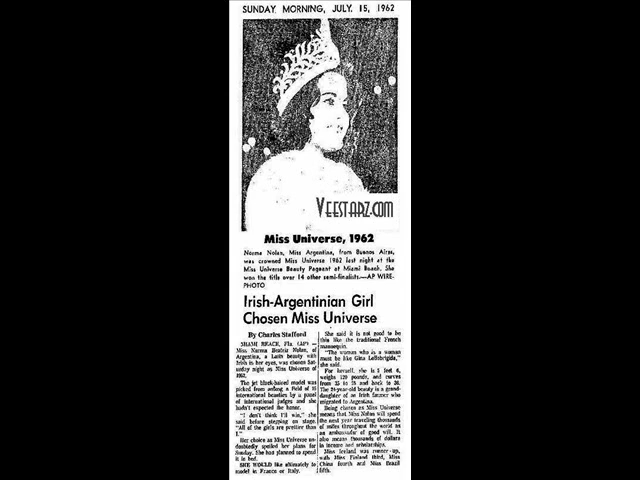 SUNDAY MORNING, JULY. 15, 1962
VEESTARZ.COM
Miss Universe, 1962
Norma Nolan, Miss Argentina, from Buenos Aires,
was crowned Miss Universe 1962 last night at the
Miss Universe Beauty Pageant at Miami Beach. She
won the title over 14 other semi-finalists.—AP WIRE-
PHOTO
Irish-Argentinian Girl
Chosen Miss Universe
By Charles Stafford
MIAMI BEACH, Fla. (AP) —
Miss Norma Beatriz Nolan, of
Argentina, a Latin beauty with
Irish in her eyes, was chosen Sat-
urday night as Miss Universe of
1962.
The jet black-haired model was
picked from among a field of 15
international beauties by a panel
of international judges and she
hadn't expected the honor.
"I don't think I'll win," she
said before stepping on stage.
"All of the girls are prettier than
I."
Her choice as Miss Universe un-
doubtedly spoiled her plans for
Sunday. She had planned to spend
it in bed.
SHE WOULD like ultimately to
model in France or Italy.
She said it is not good to be
thin like the traditional French
mannequin.
"The woman who is a woman
must be like Gina Lollobrigida,"
she said.
For herself, she is 5 feet 6,
weighs 120 pounds, and curves
from 35 to 24 and back to 36.
The 24-year-old beauty is a grand-
daughter of an Irish farmer who
migrated to Argentina.
Being chosen as Miss Universe
means that Miss Nolan will spend
the next year traveling thousands
of miles throughout the world as
an ambassador of good will. It
also means thousands of dollars
in income and scholarships.
Miss Iceland was runner-up,
with Miss Finland third, Miss
China fourth and Miss Brazil
fifth.